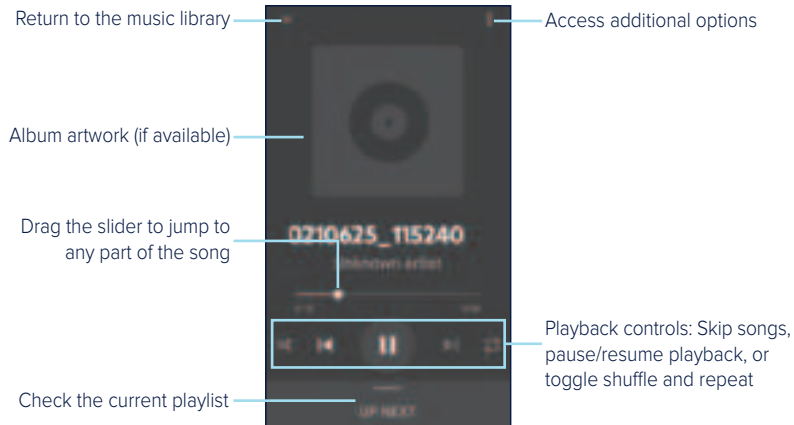 Return to the music library
Access additional options
Album artwork (if available)
Drag the slider to jump to
any part of the song
0210625_115240
Unknown artist
Playback controls: Skip songs,
pause/resume playback, or
toggle shuffle and repeat
Check the current playlist
UP NEXT